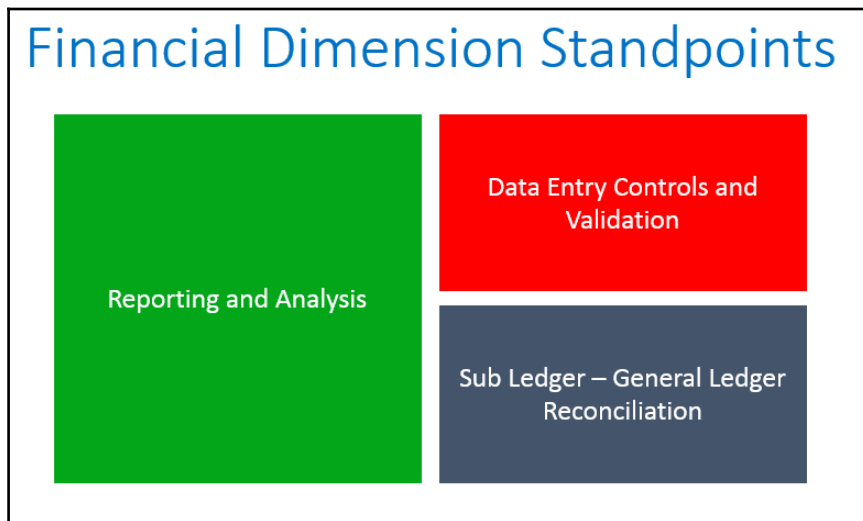 Financial Dimension Standpoints
Reporting and Analysis
Data Entry Controls and
Validation
Sub Ledger – General Ledger
Reconciliation